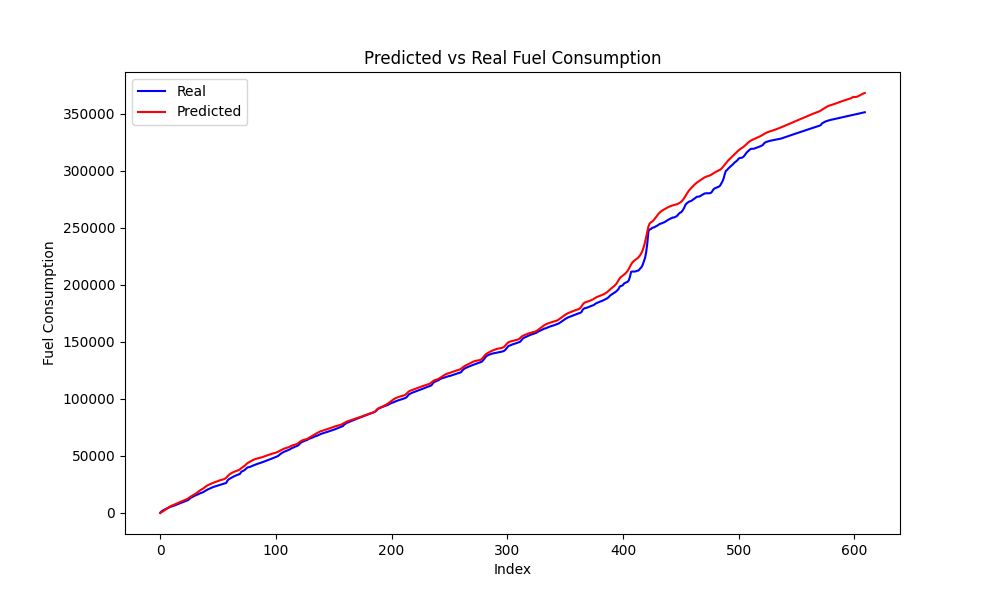 Predicted vs Real Fuel Consumption
Real
Predicted
Fuel Consumption
350000
300000
250000
200000
150000
100000
50000
0
0 100 200 300 400 500 600
Index